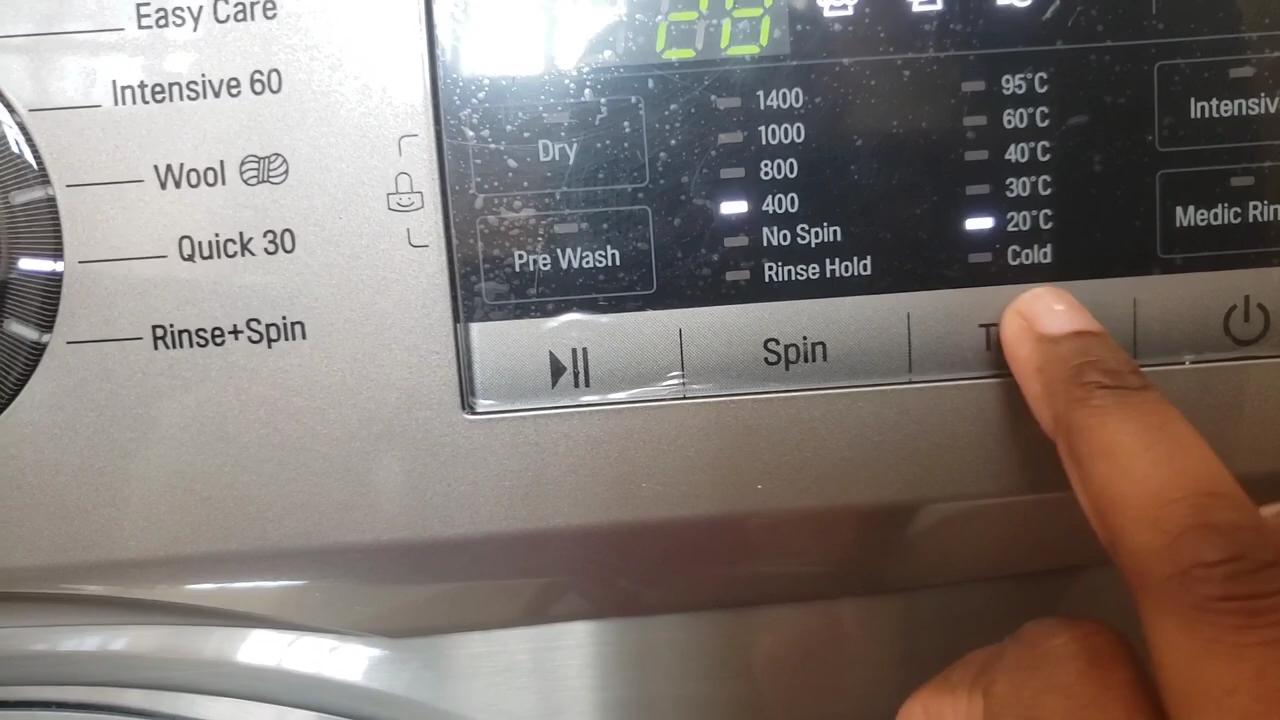 Easy Care
Intensive 60
Wool
Quick 30
Rinse+Spin
28
Dry
Pre Wash
1400
1000
800
400
No Spin
Rinse Hold
95°C
60°C
40°C
30°C
20°C
Cold
Intensiv
Medic Rin
Spin
T